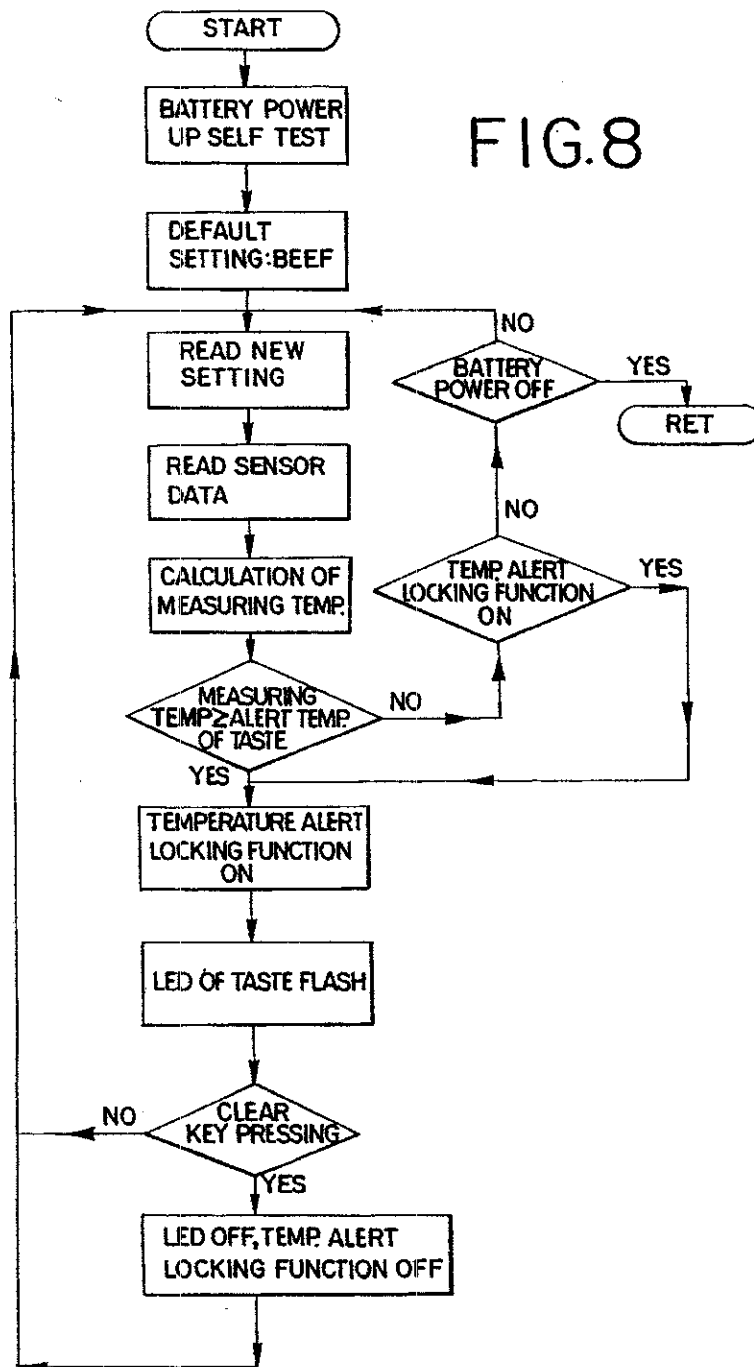 START
BATTERY POWER
UP SELF TEST
FIG.8
DEFAULT
SETTING:BEEF
NO
READ NEW
SETTING
BATTERY
POWER OFF
YES
RET
READ SENSOR
DATA
NO
CALCULATION OF
MEASURING TEMP.
TEMP. ALERT
LOCKING FUNCTION
ON
YES
MEASURING
TEMP≥ALERT TEMP.
OF TASTE
NO
YES
TEMPERATURE ALERT
LOCKING FUNCTION
ON
LED OF TASTE FLASH
NO
CLEAR
KEY PRESSING
YES
LED OFF,TEMP. ALERT
LOCKING FUNCTION OFF